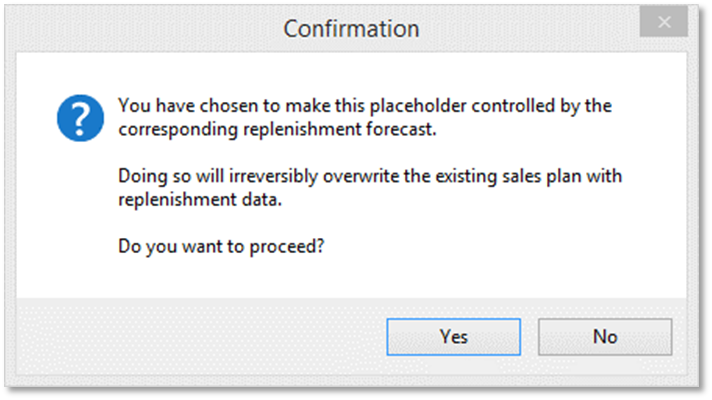 Confirmation
You have chosen to make this placeholder controlled by the
corresponding replenishment forecast.
Doing so will irreversibly overwrite the existing sales plan with
replenishment data.
Do you want to proceed?
Yes
No